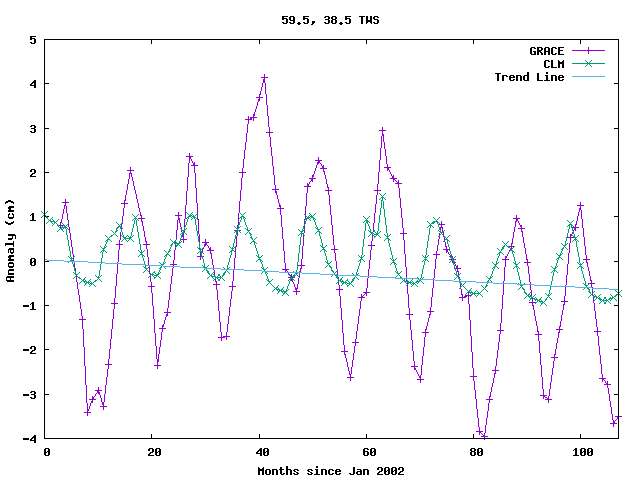 59.5, 38.5 TWS
GRACE
CLM
Trend Line
Anomaly (cm)
5
4
3
2
1
0
-1
-2
-3
-4
0 20 40 60 80 100
Months since Jan 2002